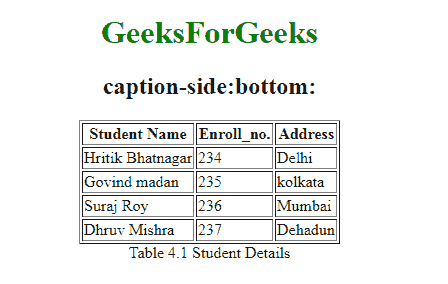 GeeksForGeeks
caption-side:bottom:
Student Name Enroll_no. Address
Hritik Bhatnagar 234 Delhi
Govind madan 235 kolkata
Suraj Roy 236 Mumbai
Dhruv Mishra 237 Dehadun
Table 4.1 Student Details